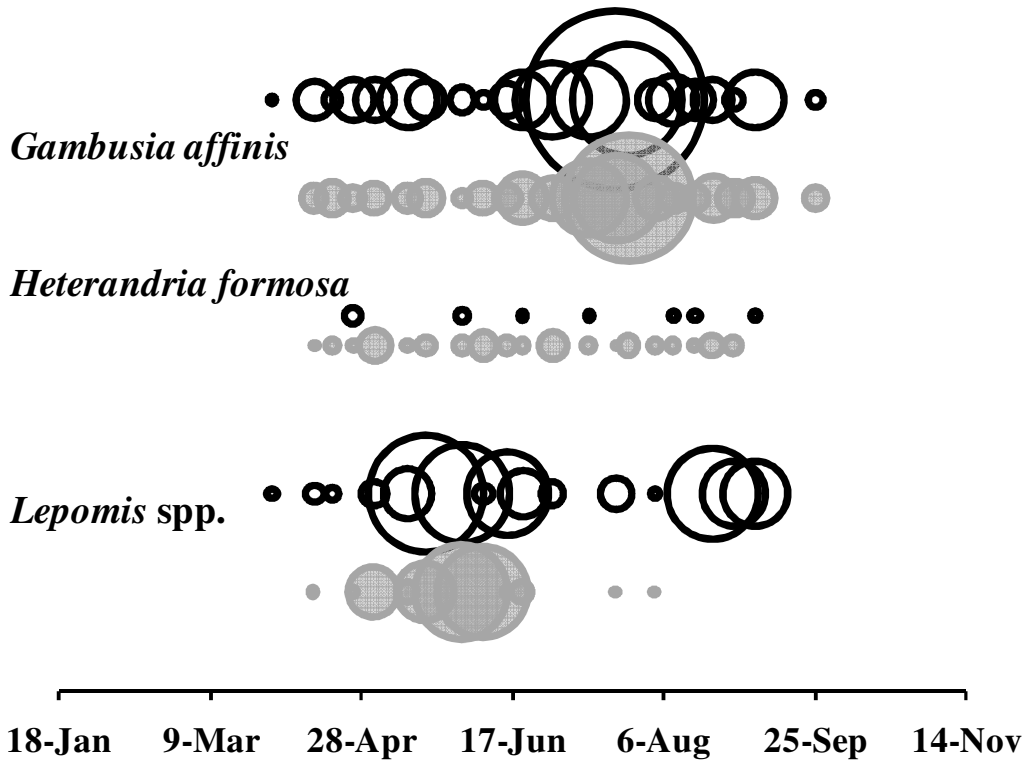 Gambusia affinis
Heterandria formosa
Lepomis spp.
18-Jan 9-Mar 28-Apr 17-Jun 6-Aug 25-Sep 14-Nov